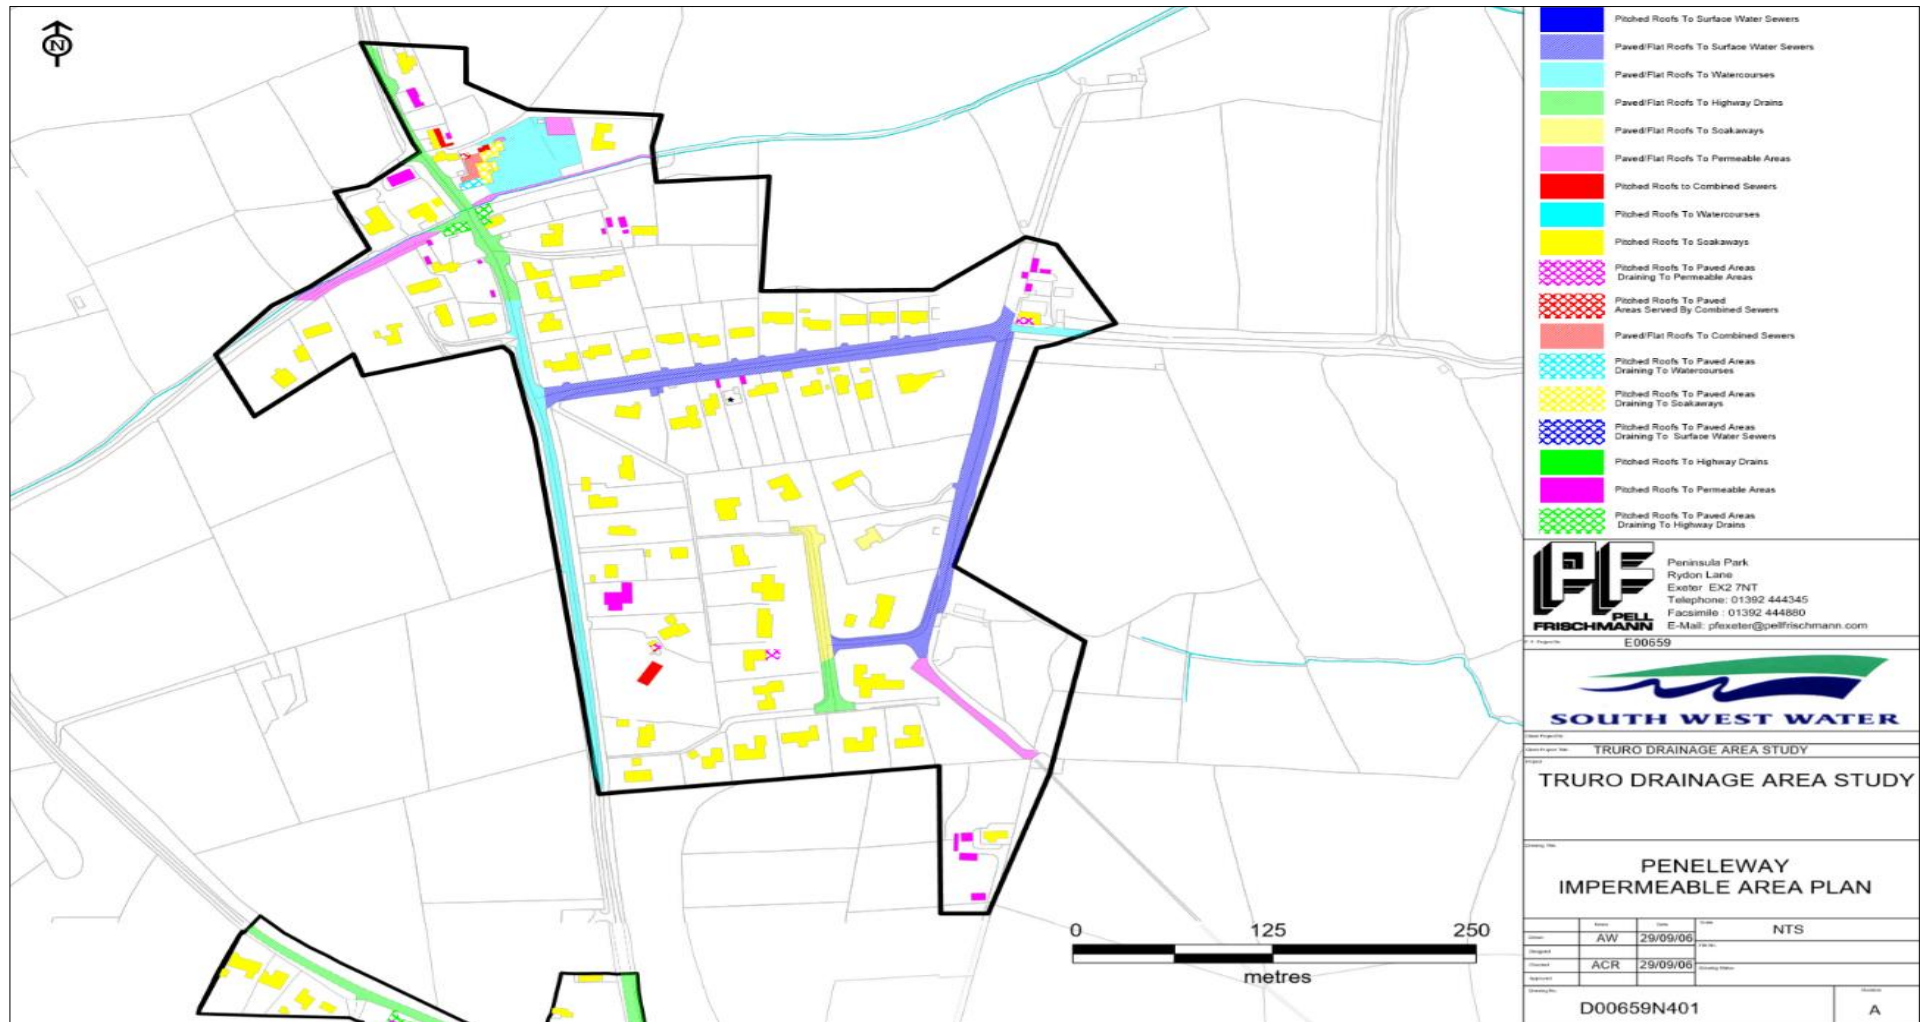 N
Pitched Roofs To Surface Water Sewers
Paved/Flat Roofs To Surface Water Sewers
Paved/Flat Roofs To Watercourses
Paved/Flat Roofs To Highway Drains
Paved/Flat Roofs To Soakaways
Paved/Flat Roofs To Permeable Areas
Pitched Roofs to Combined Sewers
Pitched Roofs To Watercourses
Pitched Roofs To Soakaways
Pitched Roofs To Paved Areas
Draining To Permeable Areas
Pitched Roofs To Paved
Areas Served By Combined Sewers
Paved/Flat Roofs To Combined Sewers
Pitched Roofs To Paved Areas
Draining To Watercourses
Pitched Roofs To Paved Areas
Draining To Soakaways
Pitched Roofs To Paved Areas
Draining To Surface Water Sewers
Pitched Roofs To Highway Drains
Pitched Roofs To Permeable Areas
Pitched Roofs To Paved Areas
Draining To Highway Drains
PF
PELL
FRISCHMANN
Peninsula Park
Rydon Lane
Exeter EX2 7NT
Telephone: 01392 444345
Facsimile : 01392 444880
E-Mail: pfexeter@pellfrischmann.com
E00659
SOUTH WEST WATER
TRURO DRAINAGE AREA STUDY
TRURO DRAINAGE AREA STUDY
PENELEWAY
IMPERMEABLE AREA PLAN
NTS
AW 29/09/06
ACR 29/09/06
D00659N401
A
0 125 250
metres